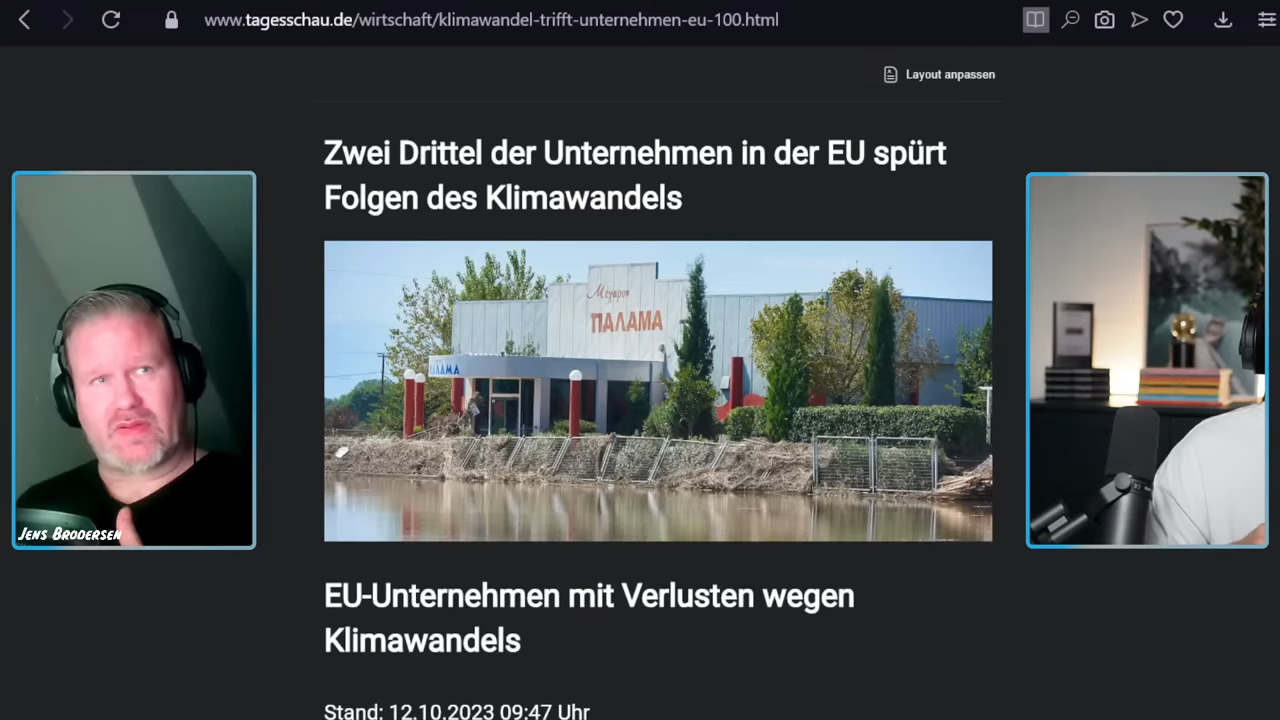 www.tagesschau.de/wirtschaft/klimawandel-trifft-unternehmen-eu-100.html
Layout anpassen
Zwei Drittel der Unternehmen in der EU spürt
Folgen des Klimawandels
Μέγαρον
ΠΑΛΑΜΑ
ΠΑΛΑΜΑ
JENS BRODERSEN
EU-Unternehmen mit Verlusten wegen
Klimawandels
Stand: 12.10.2023 09:47 Uhr